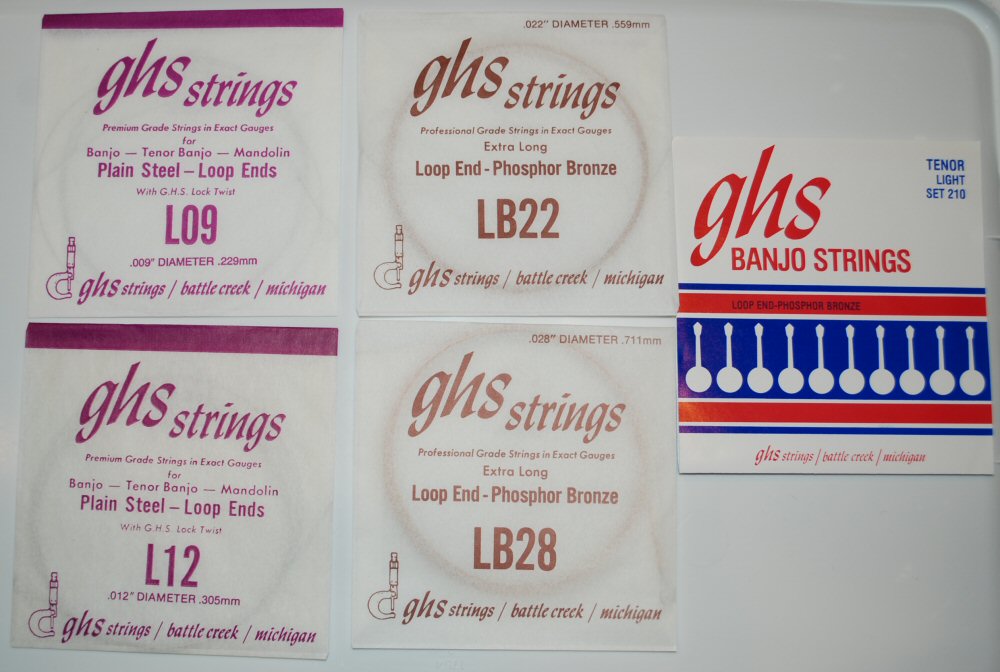 ghs strings
Premium Grade Strings in Exact Gauges
for
Banjo — Tenor Banjo — Mandolin
Plain Steel — Loop Ends
With G.H.S. Lock Twist
L09
.009" DIAMETER .229mm
ghs strings / battle creek / michigan
.022" DIAMETER .559mm
ghs strings
Professional Grade Strings in Exact Gauges
Extra Long
Loop End - Phosphor Bronze
LB22
ghs strings / battle creek / michigan
ghs strings
Premium Grade Strings in Exact Gauges
for
Banjo — Tenor Banjo — Mandolin
Plain Steel — Loop Ends
With G.H.S. Lock Twist
L12
.012" DIAMETER .305mm
ghs strings / battle creek / michigan
.028" DIAMETER .711mm
ghs strings
Professional Grade Strings in Exact Gauges
Extra Long
Loop End - Phosphor Bronze
LB28
ghs strings / battle creek / michigan
TENOR
LIGHT
SET 210
ghs
BANJO STRINGS
LOOP END-PHOSPHOR BRONZE
ghs strings / battle creek / michigan